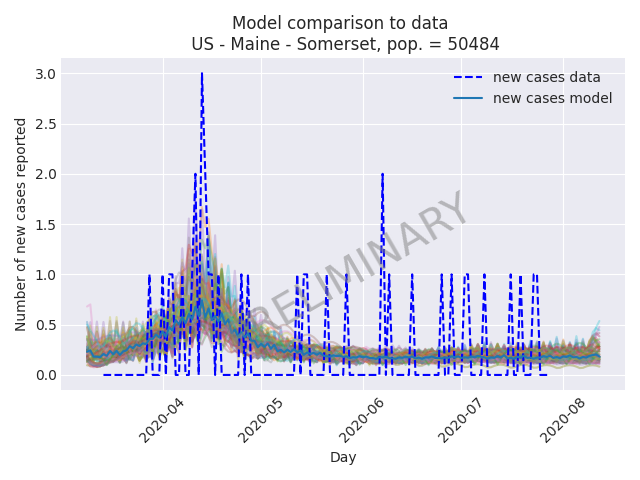 Model comparison to data
US - Maine - Somerset, pop. = 50484
new cases data
new cases model
PRELIMINARY
Number of new cases reported
3.0
2.5
2.0
1.5
1.0
0.5
0.0
2020-04
2020-05
2020-06
2020-07
2020-08
Day